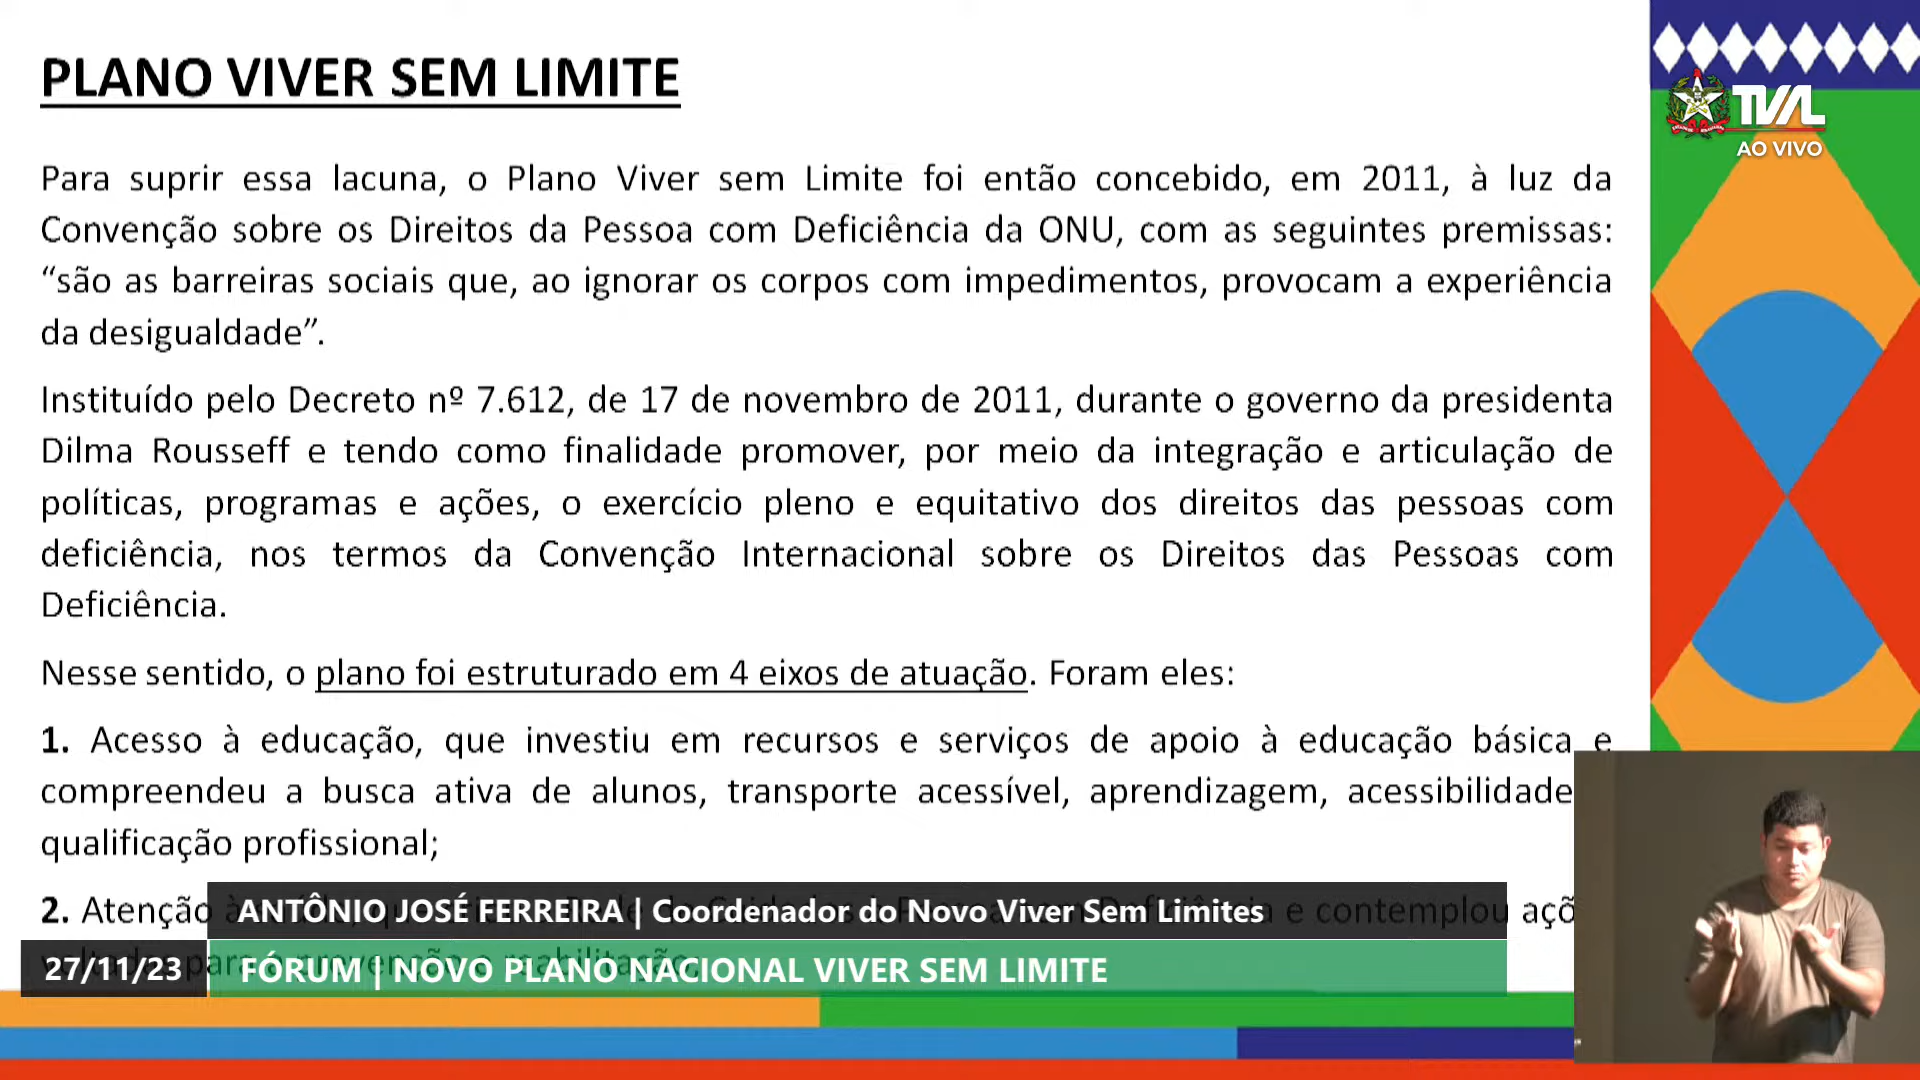 PLANO VIVER SEM LIMITE
TVAL
AO VIVO
Para suprir essa lacuna, o Plano Viver sem Limite foi então concebido, em 2011, à luz da
Convenção sobre os Direitos da Pessoa com Deficiência da ONU, com as seguintes premissas:
“são as barreiras sociais que, ao ignorar os corpos com impedimentos, provocam a experiência
da desigualdade”.
Instituído pelo Decreto nº 7.612, de 17 de novembro de 2011, durante o governo da presidenta
Dilma Rousseff e tendo como finalidade promover, por meio da integração e articulação de
políticas, programas e ações, o exercício pleno e equitativo dos direitos das pessoas com
deficiência, nos termos da Convenção Internacional sobre os Direitos das Pessoas com
Deficiência.
Nesse sentido, o plano foi estruturado em 4 eixos de atuação. Foram eles:
1. Acesso à educação, que investiu em recursos e serviços de apoio à educação básica e
compreendeu a busca ativa de alunos, transporte acessível, aprendizagem, acessibilidade
qualificação profissional;
2. Atenção e contemplou
ANTÔNIO JOSÉ FERREIRA | Coordenador do Novo Viver Sem Limites
27/11/23
FÓRUM | NOVO PLANO NACIONAL VIVER SEM LIMITE